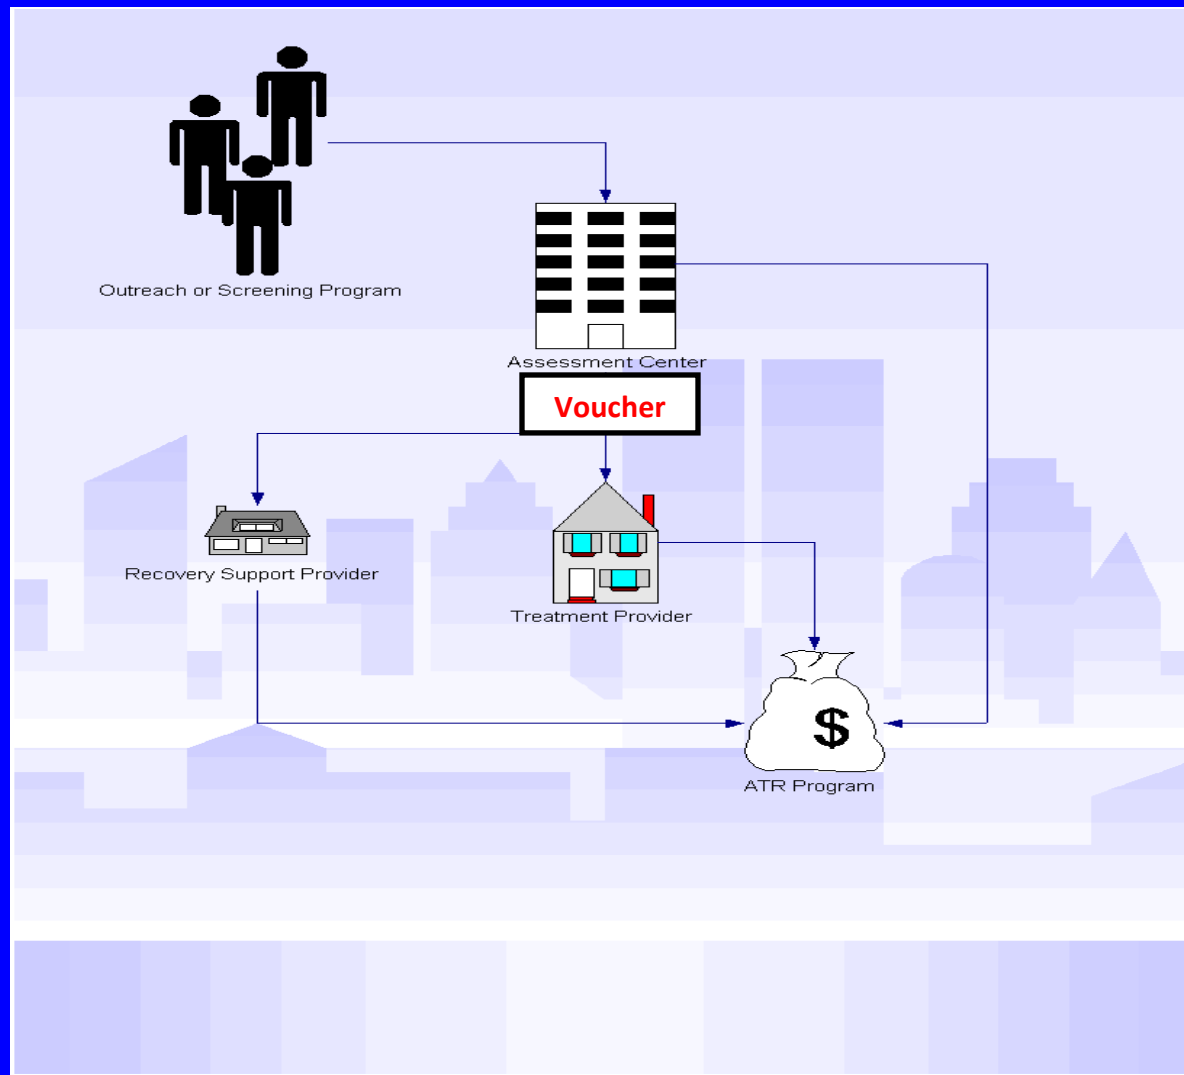 Outreach or Screening Program
Assessment Center
Voucher
Recovery Support Provider
Treatment Provider
$
ATR Program